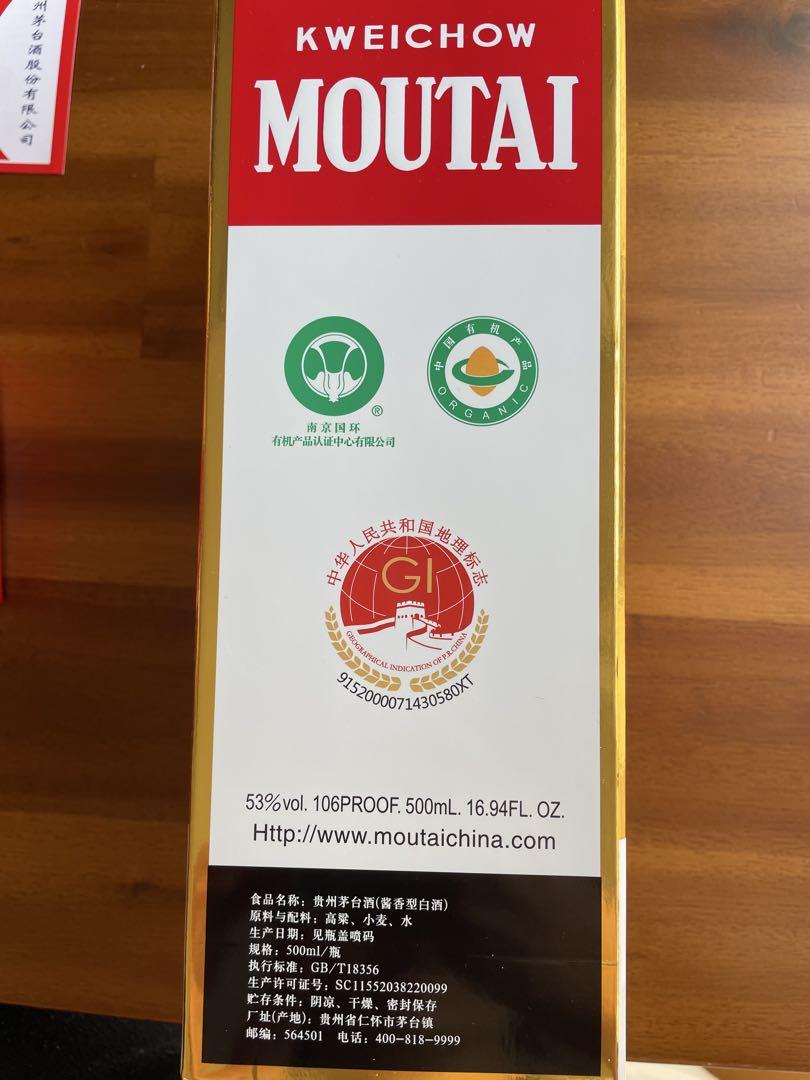 州茅台酒股份有限公司
KWEICHOW
MOUTAI
®
南京国环
有机产品认证中心有限公司
中国有机产品
ORGANIC
中华人民共和国地理标志
GI
GEOGRAPHICAL INDICATION OF P.R.CHINA
9152000071430580XT
53%vol. 106PROOF. 500mL. 16.94FL. OZ.
Http://www.moutaichina.com
食品名称：贵州茅台酒(酱香型白酒)
原料与配料：高粱、小麦、水
生产日期：见瓶盖喷码
规格：500ml/瓶
执行标准：GB/T18356
生产许可证号：SC11552038220099
贮存条件：阴凉、干燥、密封保存
厂址(产地)：贵州省仁怀市茅台镇
邮编：564501 电话：400-818-9999